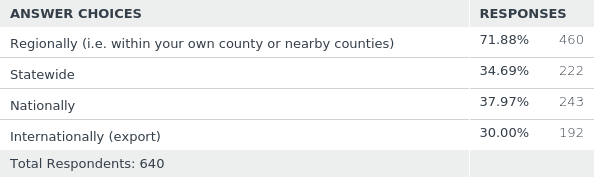 ANSWER CHOICES RESPONSES
Regionally (i.e. within your own county or nearby counties) 71.88% 460
Statewide 34.69% 222
Nationally 37.97% 243
Internationally (export) 30.00% 192
Total Respondents: 640